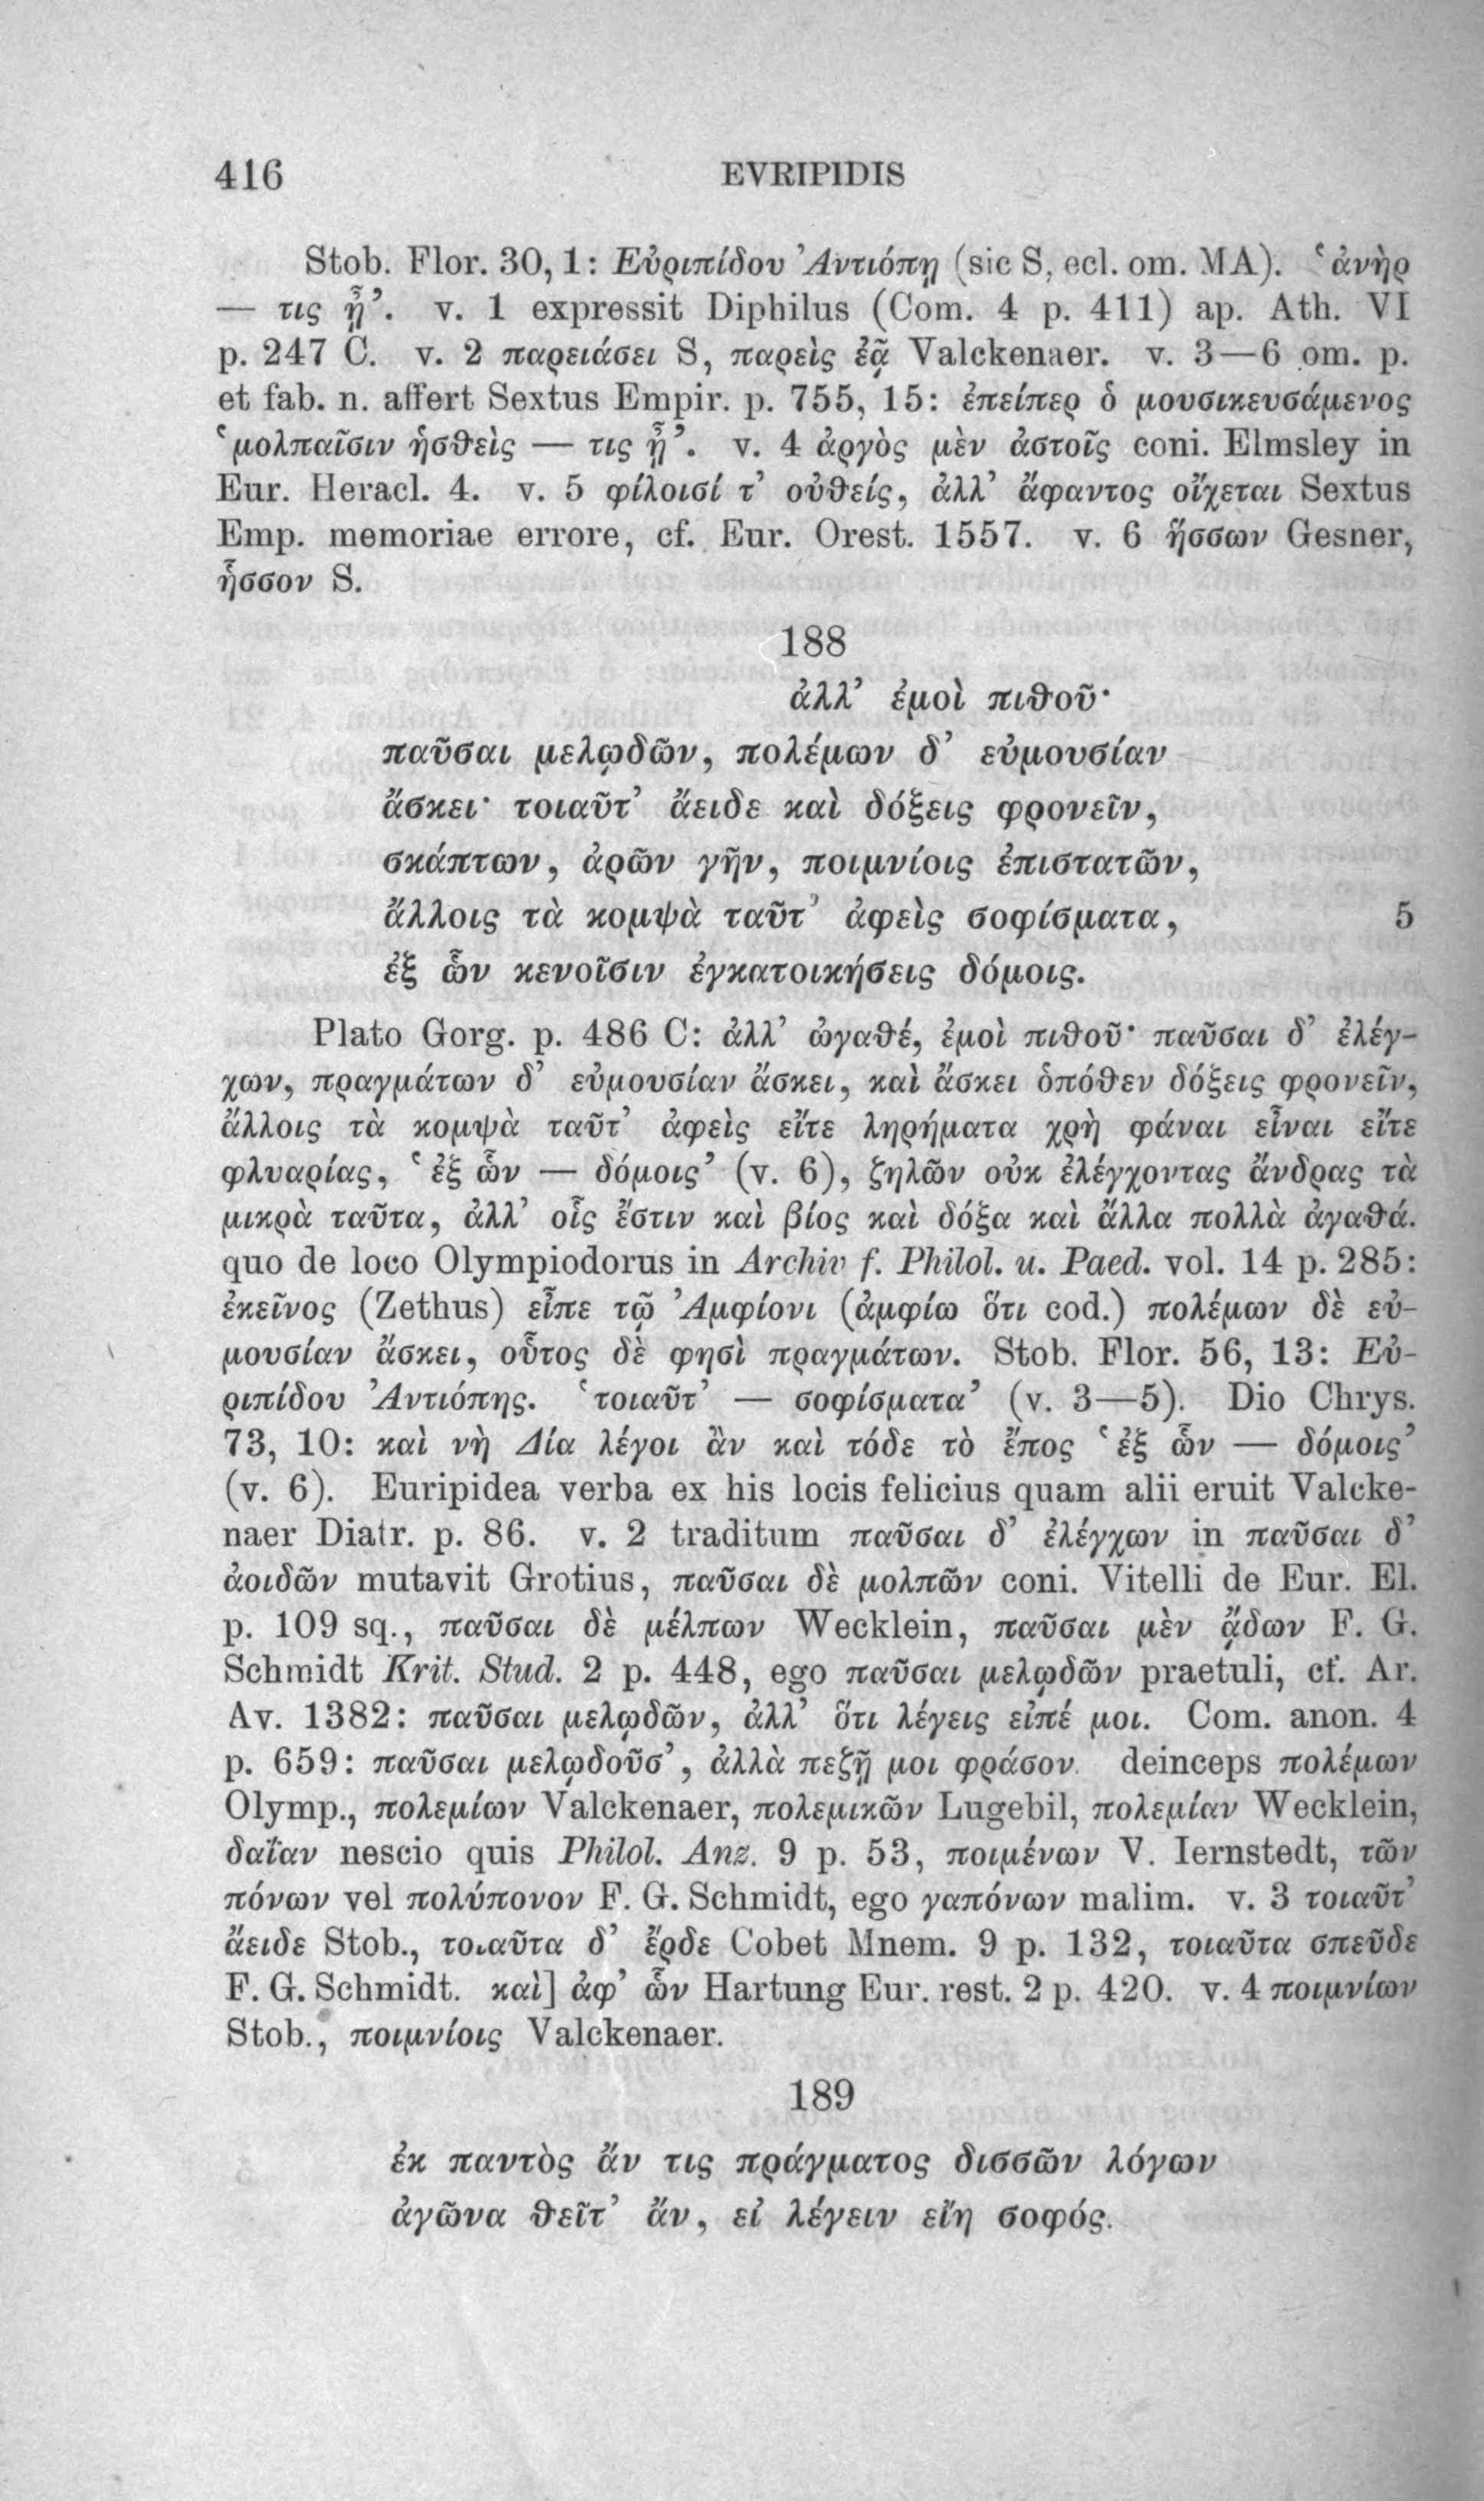 416 EVRIPIDIS
Stob. Flor. 30, 1: Εὐριπίδου Ἀντιόπῃ (sic S, ecl. om. MA). ‘ἀνὴρ
— τις ᾖ’. v. 1 expressit Diphilus (Com. 4 p. 411) ap. Ath. VI
p. 247 C. v. 2 παρειάσει S, παρεὶς ἐᾷ Valckenaer. v. 3—6 om. p.
et fab. n. affert Sextus Empir. p. 755, 15: ἐπείπερ ὁ μουσικευσάμενος
‘μολπαῖσιν ἡσθεὶς — τις ᾖ’. v. 4 ἀργὸς μὲν ἀστοῖς coni. Elmsley in
Eur. Heracl. 4. v. 5 φίλοισί τ’ οὐθείς, ἀλλ’ ἄφαντος οἴχεται Sextus
Emp. memoriae errore, cf. Eur. Orest. 1557. v. 6 ἥσσων Gesner,
ἧσσον S.
188
ἀλλ’ ἐμοὶ πιθοῦ·
παῦσαι μελῳδῶν, πολέμων δ’ εὐμουσίαν
ἄσκει· τοιαῦτ’ ἄειδε καὶ δόξεις φρονεῖν,
σκάπτων, ἀρῶν γῆν, ποιμνίοις ἐπιστατῶν,
ἄλλοις τὰ κομψὰ ταῦτ’ ἀφεὶς σοφίσματα, 5
ἐξ ὧν κενοῖσιν ἐγκατοικήσεις δόμοις.
Plato Gorg. p. 486 C: ἀλλ’ ὠγαθέ, ἐμοὶ πιθοῦ· παῦσαι δ’ ἐλέγ-
χων, πραγμάτων δ’ εὐμουσίαν ἄσκει, καὶ ἄσκει ὁπόθεν δόξεις φρονεῖν,
ἄλλοις τὰ κομψὰ ταῦτ’ ἀφεὶς εἴτε ληρήματα χρὴ φάναι εἶναι εἴτε
φλυαρίας, ‘ἐξ ὧν — δόμοις’ (v. 6), ζηλῶν οὐκ ἐλέγχοντας ἄνδρας τὰ
μικρὰ ταῦτα, ἀλλ’ οἷς ἔστιν καὶ βίος καὶ δόξα καὶ ἄλλα πολλὰ ἀγαθά.
quo de loco Olympiodorus in Archiv f. Philol. u. Paed. vol. 14 p. 285:
ἐκεῖνος (Zethus) εἶπε τῷ Ἀμφίονι (ἀμφίω ὅτι cod.) πολέμων δὲ εὐ-
μουσίαν ἄσκει, οὗτος δὲ φησὶ πραγμάτων. Stob. Flor. 56, 13: Εὐ-
ριπίδου Ἀντιόπης. ‘τοιαῦτ’ — σοφίσματα’ (v. 3—5). Dio Chrys.
73, 10: καὶ νὴ Δία λέγοι ἂν καὶ τόδε τὸ ἔπος ‘ἐξ ὧν — δόμοις’
(v. 6). Euripidea verba ex his locis felicius quam alii eruit Valcke-
naer Diatr. p. 86. v. 2 traditum παῦσαι δ’ ἐλέγχων in παῦσαι δ’
ἀοιδῶν mutavit Grotius, παῦσαι δὲ μολπῶν coni. Vitelli de Eur. El.
p. 109 sq., παῦσαι δὲ μέλπων Wecklein, παῦσαι μὲν ᾄδων F. G.
Schmidt Krit. Stud. 2 p. 448, ego παῦσαι μελῳδῶν praetuli, cf. Ar.
Av. 1382: παῦσαι μελῳδῶν, ἀλλ’ ὅτι λέγεις εἰπέ μοι. Com. anon. 4
p. 659: παῦσαι μελῳδοῦσ’, ἀλλὰ πεζῇ μοι φράσον. deinceps πολέμων
Olymp., πολεμίων Valckenaer, πολεμικῶν Lugebil, πολεμίαν Wecklein,
δαΐαν nescio quis Philol. Anz. 9 p. 53, ποιμένων V. Iernstedt, τῶν
πόνων vel πολύπονον F. G. Schmidt, ego γαπόνων malim. v. 3 τοιαῦτ’
ἄειδε Stob., τοιαῦτα δ’ ἔρδε Cobet Mnem. 9 p. 132, τοιαῦτα σπεῦδε
F. G. Schmidt. καὶ] ἀφ’ ὧν Hartung Eur. rest. 2 p. 420. v. 4 ποιμνίων
Stob., ποιμνίοις Valckenaer.
189
ἐκ παντὸς ἄν τις πράγματος δισσῶν λόγων
ἀγῶνα θεῖτ’ ἄν, εἰ λέγειν εἴη σοφός.